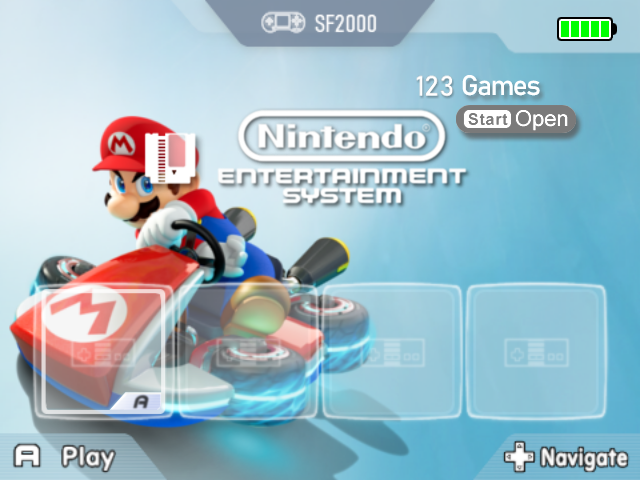 SF2000
123 Games
Start Open
Nintendo®
ENTERTAINMENT
SYSTEM
M
M
A
A Play
Navigate